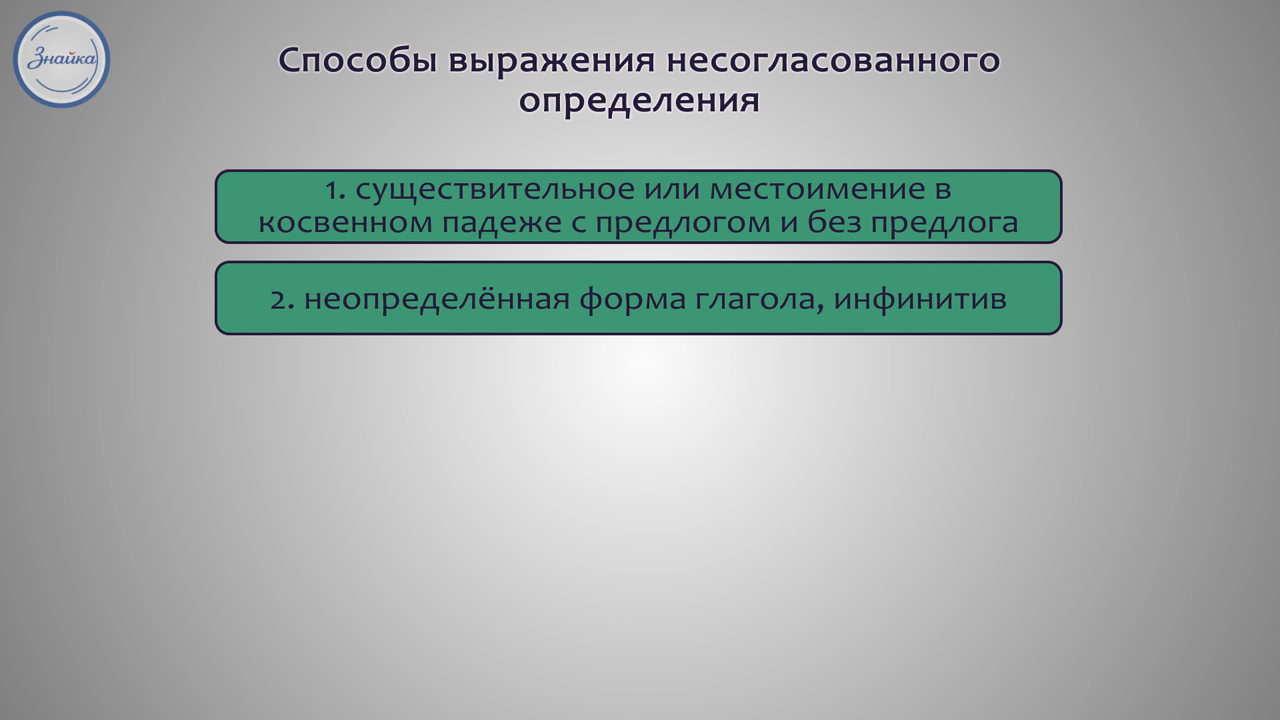 Знайка
Способы выражения несогласованного
определения
1. существительное или местоимение в
косвенном падеже с предлогом и без предлога
2. неопределённая форма глагола, инфинитив